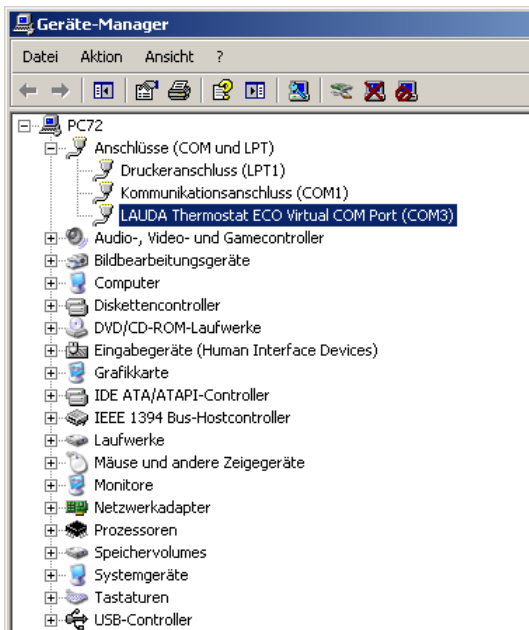 Geräte-Manager
Datei Aktion Ansicht ?
PC72
Anschlüsse (COM und LPT)
Druckeranschluss (LPT1)
Kommunikationsanschluss (COM1)
LAUDA Thermostat ECO Virtual COM Port (COM3)
Audio-, Video- und Gamecontroller
Bildbearbeitungsgeräte
Computer
Diskettencontroller
DVD/CD-ROM-Laufwerke
Eingabegeräte (Human Interface Devices)
Grafikkarte
IDE ATA/ATAPI-Controller
IEEE 1394 Bus-Hostcontroller
Laufwerke
Mäuse und andere Zeigegeräte
Monitore
Netzwerkadapter
Prozessoren
Speichervolumes
Systemgeräte
Tastaturen
USB-Controller